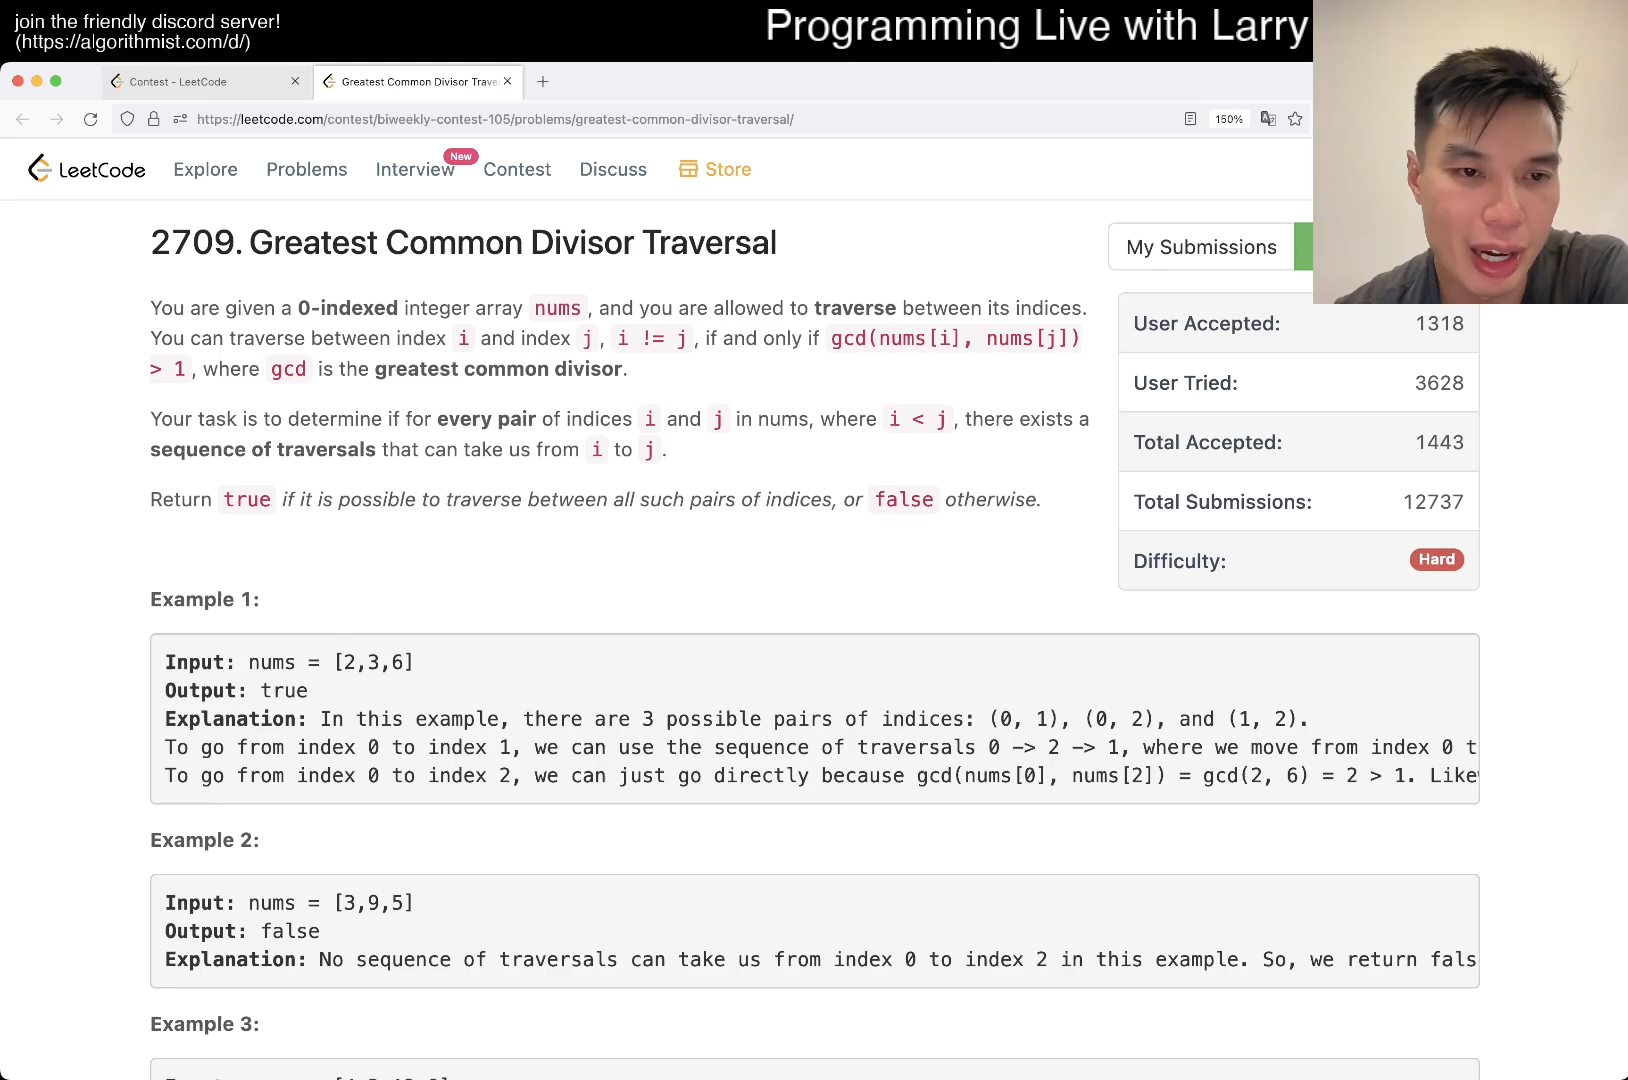 join the friendly discord server!
(https://algorithmist.com/d/)
Programming Live with Larry
Contest - LeetCode
Greatest Common Divisor Trave
https://leetcode.com/contest/biweekly-contest-105/problems/greatest-common-divisor-traversal/
150%
LeetCode
Explore
Problems
Interview
New
Contest
Discuss
Store
2709. Greatest Common Divisor Traversal
My Submissions
You are given a 0-indexed integer array nums, and you are allowed to traverse between its indices.
You can traverse between index i and index j, i != j, if and only if gcd(nums[i], nums[j])
> 1, where gcd is the greatest common divisor.
Your task is to determine if for every pair of indices i and j in nums, where i < j, there exists a
sequence of traversals that can take us from i to j.
Return true if it is possible to traverse between all such pairs of indices, or false otherwise.
User Accepted: 1318
User Tried: 3628
Total Accepted: 1443
Total Submissions: 12737
Difficulty: Hard
Example 1:
Input: nums = [2,3,6]
Output: true
Explanation: In this example, there are 3 possible pairs of indices: (0, 1), (0, 2), and (1, 2).
To go from index 0 to index 1, we can use the sequence of traversals 0 -> 2 -> 1, where we move from index 0 t
To go from index 0 to index 2, we can just go directly because gcd(nums[0], nums[2]) = gcd(2, 6) = 2 > 1. Like
Example 2:
Input: nums = [3,9,5]
Output: false
Explanation: No sequence of traversals can take us from index 0 to index 2 in this example. So, we return fals
Example 3: